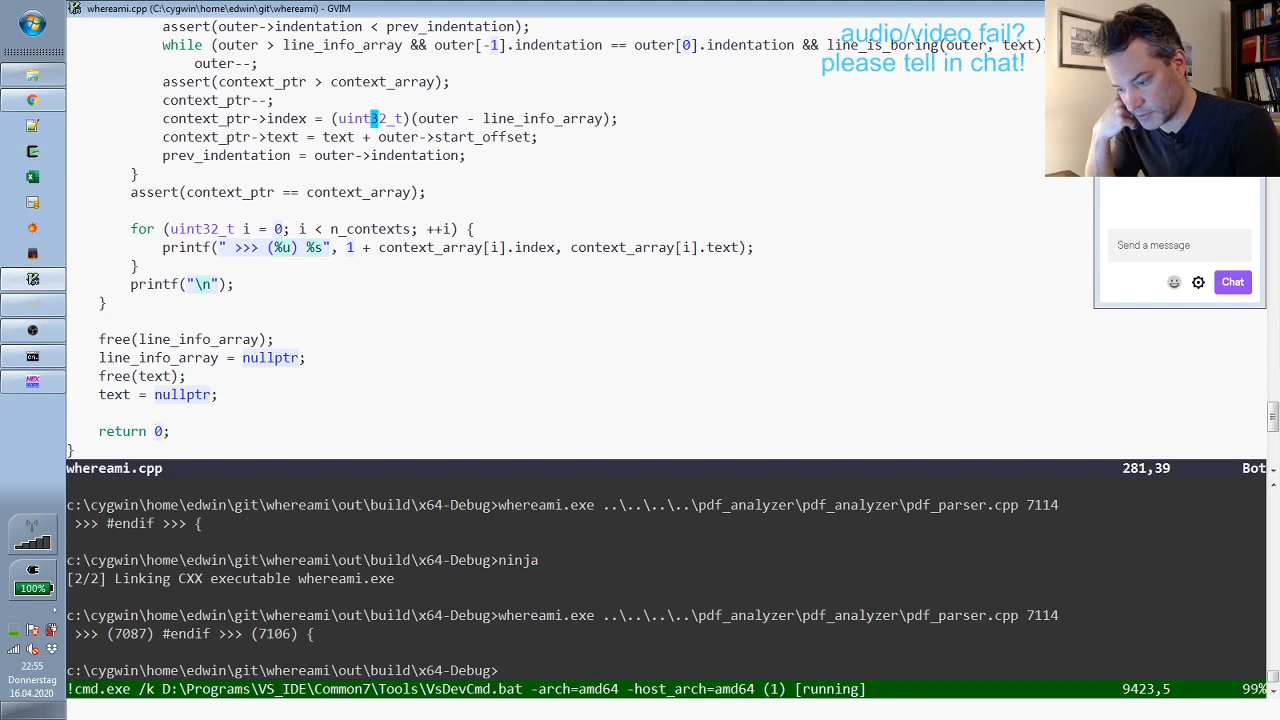 whereami.cpp (C:\cygwin\home\edwin\git\whereami) - GVIM
assert(outer->indentation < prev_indentation);
while (outer > line_info_array && outer[-1].indentation == outer[0].indentation && line_is_boring(outer, text)
outer--;
assert(context_ptr > context_array);
context_ptr--;
context_ptr->index = (uint32_t)(outer - line_info_array);
context_ptr->text = text + outer->start_offset;
prev_indentation = outer->indentation;
}
assert(context_ptr == context_array);
for (uint32_t i = 0; i < n_contexts; ++i) {
printf(" >>> (%u) %s", 1 + context_array[i].index, context_array[i].text);
}
printf("\n");
}
free(line_info_array);
line_info_array = nullptr;
free(text);
text = nullptr;
return 0;
}
whereami.cpp 281,39 Bot
c:\cygwin\home\edwin\git\whereami\out\build\x64-Debug>whereami.exe ..\..\..\..\pdf_analyzer\pdf_analyzer\pdf_parser.cpp 7114
>>> #endif >>> {
c:\cygwin\home\edwin\git\whereami\out\build\x64-Debug>ninja
[2/2] Linking CXX executable whereami.exe
c:\cygwin\home\edwin\git\whereami\out\build\x64-Debug>whereami.exe ..\..\..\..\pdf_analyzer\pdf_analyzer\pdf_parser.cpp 7114
>>> (7087) #endif >>> (7106) {
c:\cygwin\home\edwin\git\whereami\out\build\x64-Debug>
!cmd.exe /k D:\Programs\VS_IDE\Common7\Tools\VsDevCmd.bat -arch=amd64 -host_arch=amd64 (1) [running] 9423,5 99%
audio/video fail?
please tell in chat!
Send a message
Chat
HEX
100%
22:55
Donnerstag
16.04.2020